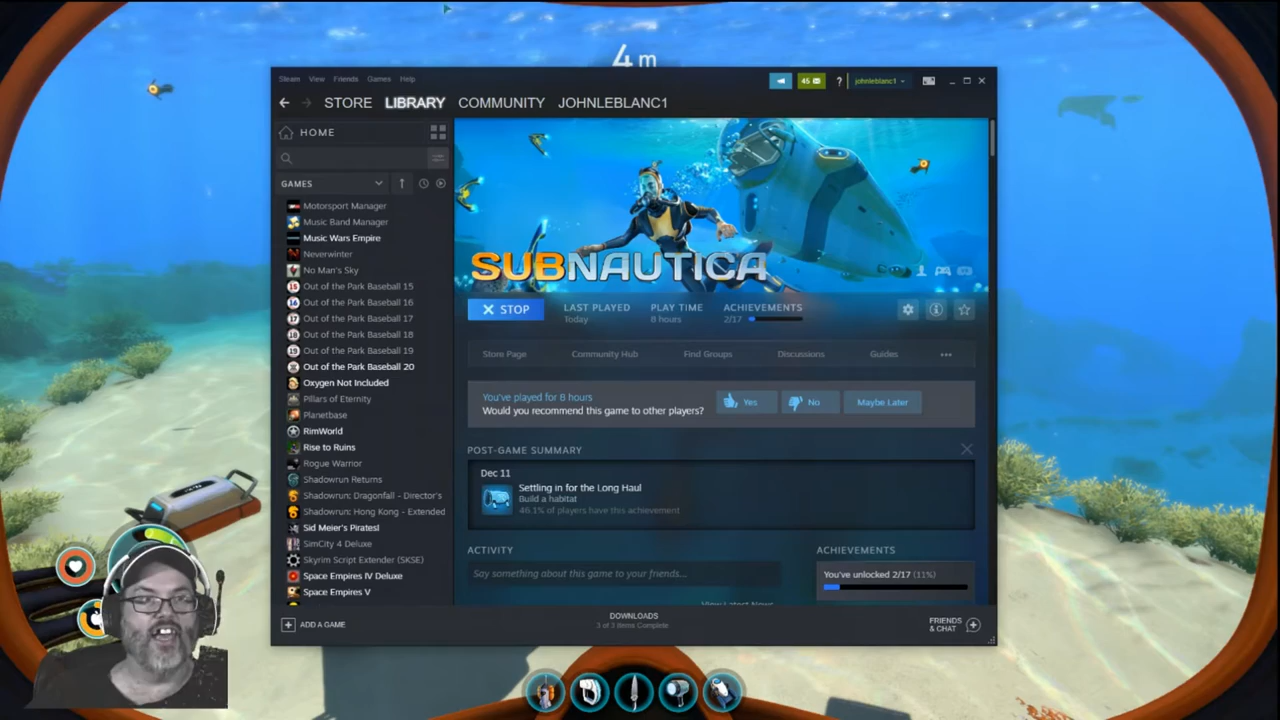 4 m
Steam View Friends Games Help
45
?
johnleblanc1
STORE LIBRARY COMMUNITY JOHNLEBLANC1
HOME
GAMES
Motorsport Manager
Music Band Manager
Music Wars Empire
Neverwinter
No Man's Sky
15 Out of the Park Baseball 15
16 Out of the Park Baseball 16
17 Out of the Park Baseball 17
18 Out of the Park Baseball 18
19 Out of the Park Baseball 19
Out of the Park Baseball 20
Oxygen Not Included
Pillars of Eternity
Planetbase
RimWorld
Rise to Ruins
Rogue Warrior
Shadowrun Returns
Shadowrun: Dragonfall - Director's
Shadowrun: Hong Kong - Extended
Sid Meier's Pirates!
SimCity 4 Deluxe
Skyrim Script Extender (SKSE)
Space Empires IV Deluxe
Space Empires V
SUBNAUTICA
STOP
LAST PLAYED
Today
PLAY TIME
8 hours
ACHIEVEMENTS
2/17
Store Page Community Hub Find Groups Discussions Guides
You've played for 8 hours
Would you recommend this game to other players?
Yes No Maybe Later
POST-GAME SUMMARY
Dec 11
Settling in for the Long Haul
Build a habitat
46.1% of players have this achievement
ACTIVITY
Say something about this game to your friends...
View Latest News
ACHIEVEMENTS
You've unlocked 2/17 (11%)
ADD A GAME
DOWNLOADS
3 of 3 Items Complete
FRIENDS
& CHAT